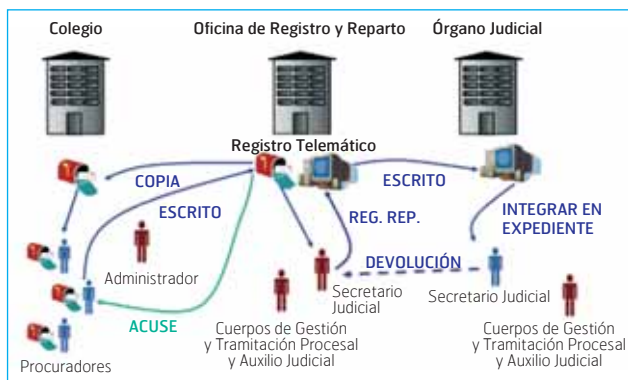 Colegio
Oficina de Registro y Reparto
Órgano Judicial
Registro Telemático
COPIA
ESCRITO
ESCRITO
REG. REP.
INTEGRAR EN
EXPEDIENTE
DEVOLUCIÓN
Administrador
Secretario
Judicial
Secretario Judicial
ACUSE
Cuerpos de Gestión
y Tramitación Procesal
y Auxilio Judicial
Cuerpos de Gestión
y Tramitación Procesal
y Auxilio Judicial
Procuradores